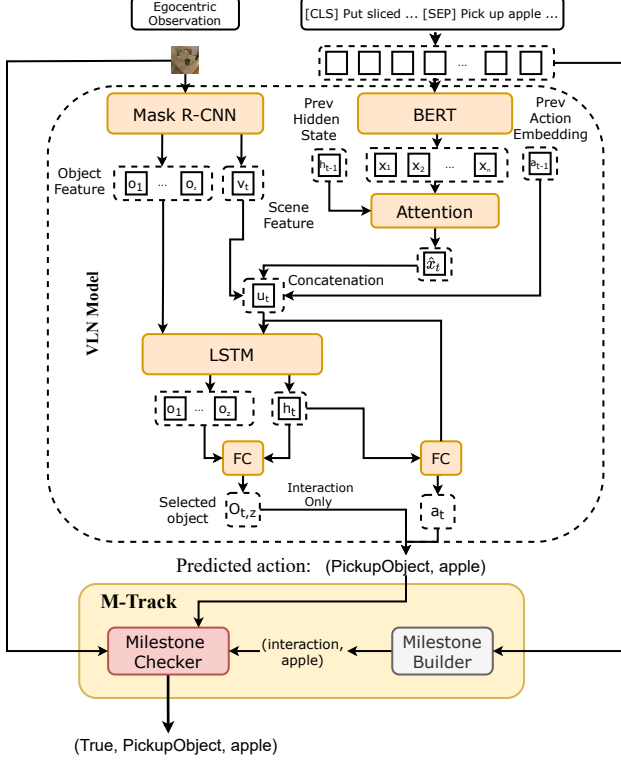 Egocentric
Observation
[CLS] Put sliced ... [SEP] Pick up apple ...
...
Mask R-CNN
Prev
Hidden
State
BERT
Prev
Action
Embedding
Object
Feature
o1 ... oz
vt
ht-1
x1 x2 ... xn
at-1
Scene
Feature
Attention
x̂t
Concatenation
ut
VLN Model
LSTM
o1 ... oz
ht
FC
FC
Selected
object
Ot,z
Interaction
Only
at
Predicted action: (PickupObject, apple)
M-Track
Milestone
Checker
(interaction,
apple)
Milestone
Builder
(True, PickupObject, apple)